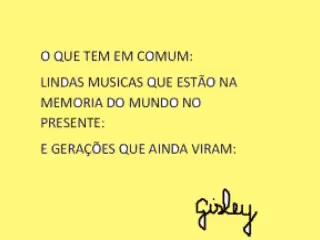 O QUE TEM EM COMUM:
LINDAS MUSICAS QUE ESTÃO NA
MEMORIA DO MUNDO NO
PRESENTE:
E GERAÇÕES QUE AINDA VIRAM:
Gisley